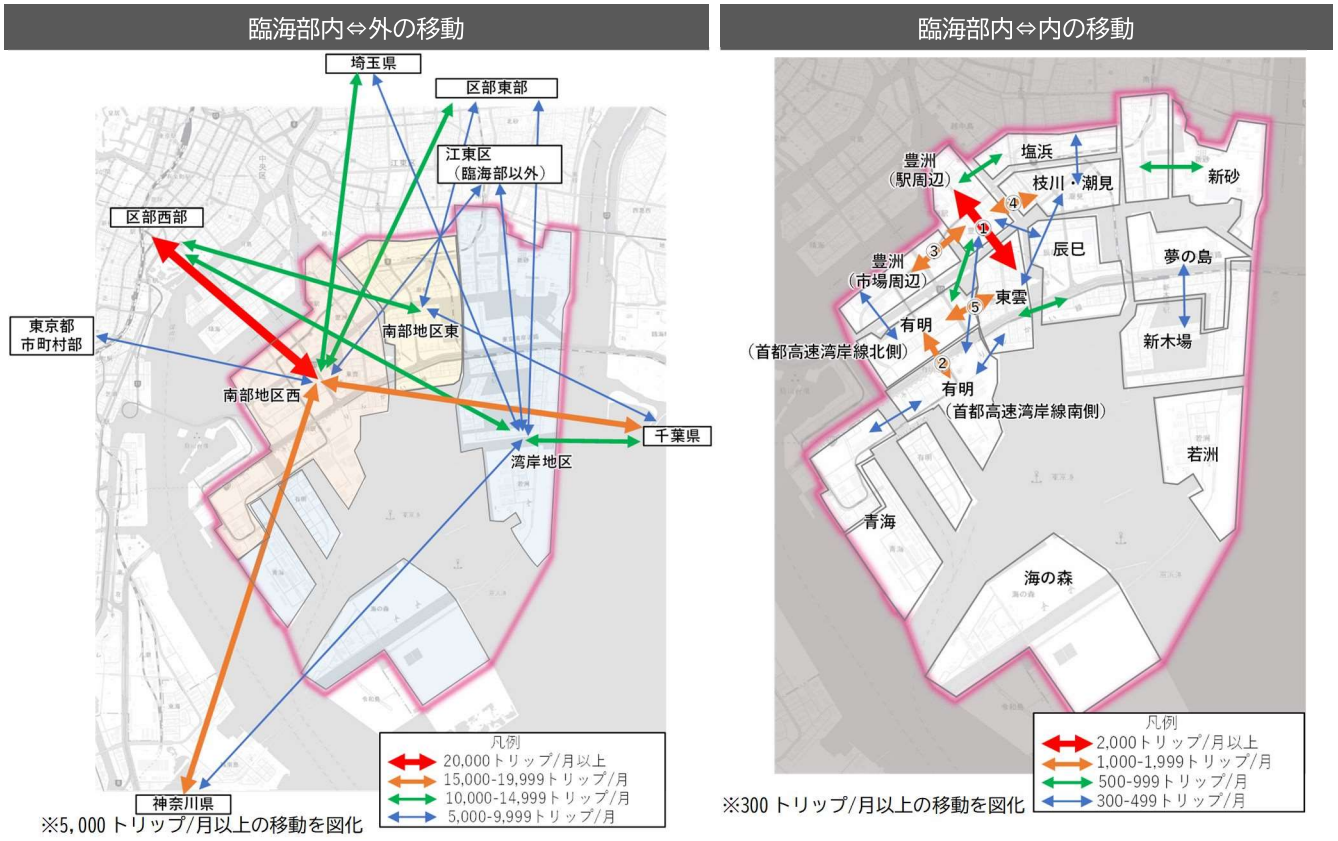 臨海部内⇔外の移動
埼玉県
区部東部
江東区
（臨海部以外）
区部西部
東京都
市町村部
南部地区東
南部地区西
千葉県
湾岸地区
神奈川県
凡例
20,000トリップ/月以上
15,000-19,999トリップ/月
10,000-14,999トリップ/月
5,000-9,999トリップ/月
※5,000トリップ/月以上の移動を図化
臨海部内⇔内の移動
豊洲
（駅周辺）
塩浜
枝川・潮見
新砂
④
①
③
豊洲
（市場周辺）
辰巳
夢の島
東雲
⑤
有明
（首都高速湾岸線北側）
②
新木場
有明
（首都高速湾岸線南側）
若洲
青海
海の森
凡例
2,000トリップ/月以上
1,000-1,999トリップ/月
500-999トリップ/月
300-499トリップ/月
※300トリップ/月以上の移動を図化